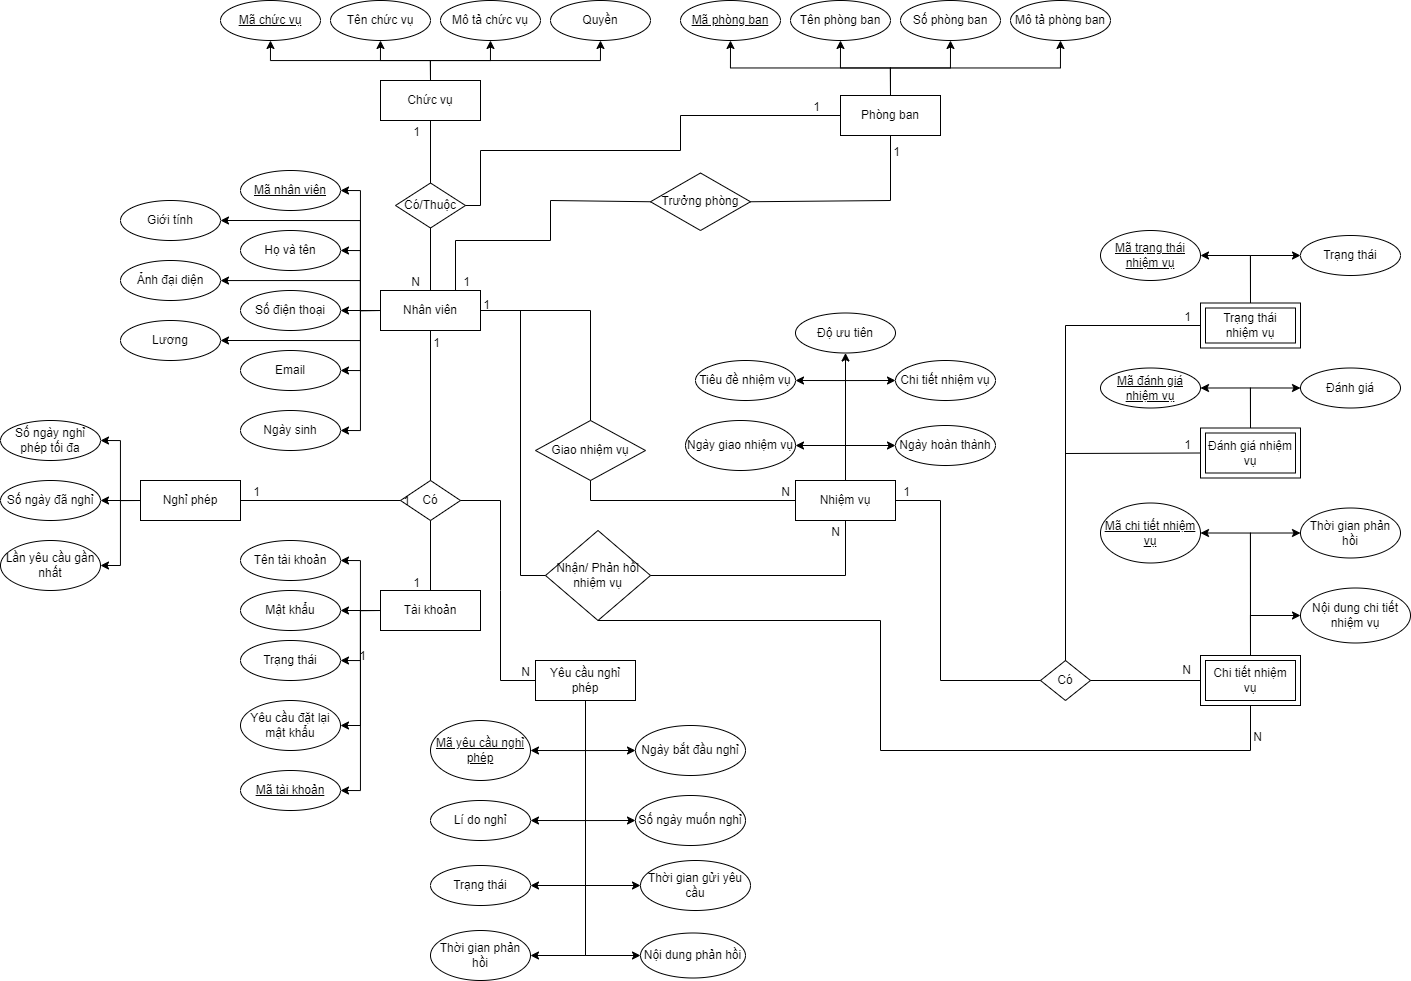 Mã chức vụ
Tên chức vụ
Mô tả chức vụ
Quyền
Mã phòng ban
Tên phòng ban
Số phòng ban
Mô tả phòng ban
Chức vụ
1
Phòng ban
1
1
Có/Thuộc
Trưởng phòng
Mã nhân viên
Giới tính
Họ và tên
Ảnh đại diện
Số điện thoại
Lương
Email
Ngày sinh
N
1
Nhân viên
1
1
Mã trạng thái
nhiệm vụ
Trạng thái
1
Trạng thái
nhiệm vụ
Độ ưu tiên
Tiêu đề nhiệm vụ
Chi tiết nhiệm vụ
Ngày giao nhiệm vụ
Ngày hoàn thành
Mã đánh giá
nhiệm vụ
Đánh giá
1
Đánh giá nhiệm
vụ
Giao nhiệm vụ
Số ngày nghỉ
phép tối đa
Số ngày đã nghỉ
Lần yêu cầu gần
nhất
Nghỉ phép
1
1
Có
N
Nhiệm vụ
1
N
Mã chi tiết nhiệm
vụ
Thời gian phản
hồi
Nội dung chi tiết
nhiệm vụ
Nhận/ Phản hồi
nhiệm vụ
Tên tài khoản
Mật khẩu
Trạng thái
1
Yêu cầu đặt lại
mật khẩu
Mã tài khoản
1
Tài khoản
N
Yêu cầu nghỉ
phép
Có
N
Chi tiết nhiệm
vụ
N
Mã yêu cầu nghỉ
phép
Ngày bắt đầu nghỉ
Lí do nghỉ
Số ngày muốn nghỉ
Trạng thái
Thời gian gửi yêu
cầu
Thời gian phản
hồi
Nội dung phản hồi